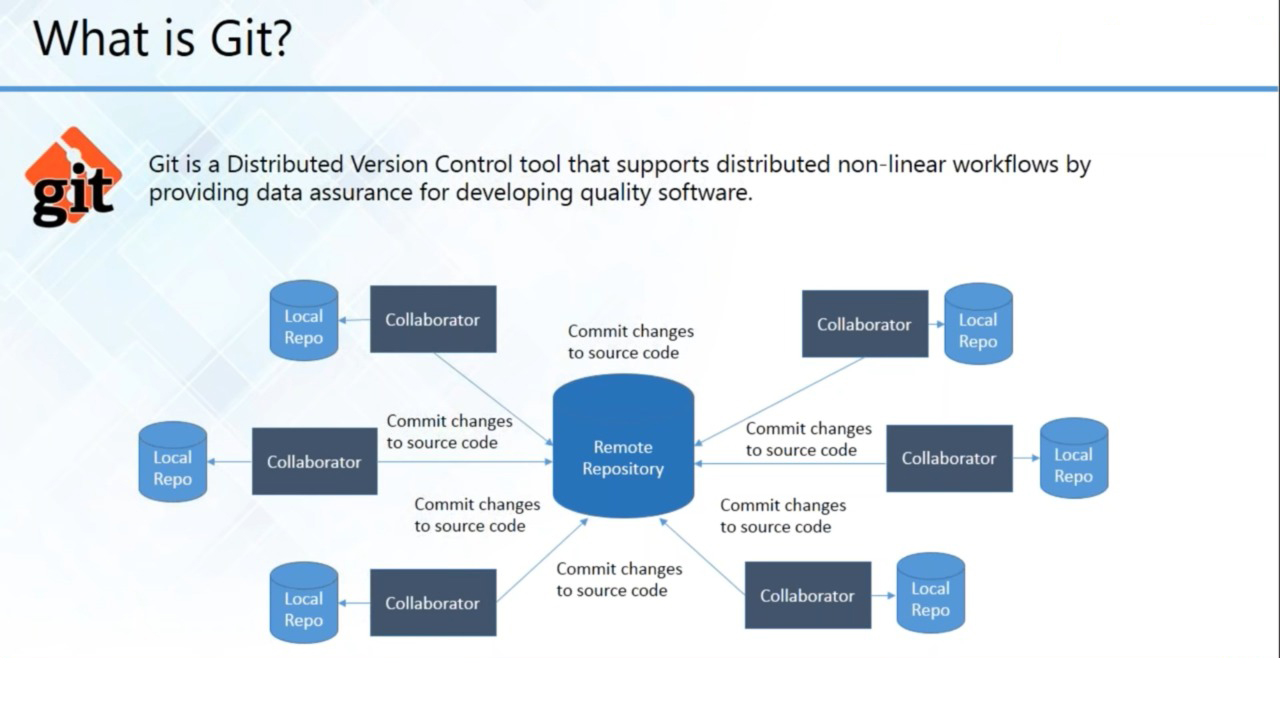 What is Git?
git
Git is a Distributed Version Control tool that supports distributed non-linear workflows by
providing data assurance for developing quality software.
Local
Repo
Collaborator
Commit changes
to source code
Collaborator
Local
Repo
Local
Repo
Collaborator
Commit changes
to source code
Remote
Repository
Commit changes
to source code
Collaborator
Local
Repo
Commit changes
to source code
Commit changes
to source code
Local
Repo
Collaborator
Commit changes
to source code
Collaborator
Local
Repo